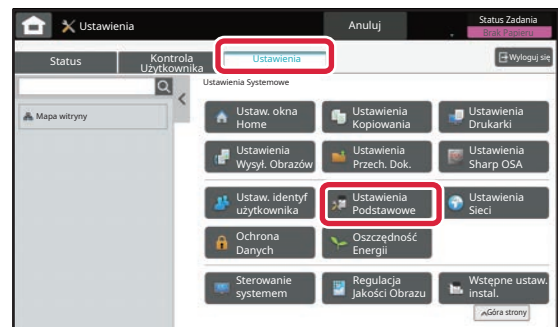 Ustawienia
Anuluj
Status Zadania
Brak Papieru
Status
Kontrola
Użytkownika
Ustawienia
Wyloguj się
Ustawienia Systemowe
Mapa witryny
Ustaw. okna
Home
Ustawienia
Kopiowania
Ustawienia
Drukarki
Ustawienia
Wysył. Obrazów
Ustawienia
Przech. Dok.
Ustawienia
Sharp OSA
Ustaw. identyf
użytkownika
Ustawienia
Podstawowe
Ustawienia
Sieci
Ochrona
Danych
Oszczędność
Energii
Sterowanie
systemem
Regulacja
Jakości Obrazu
Wstępne ustaw.
instal.
Góra strony